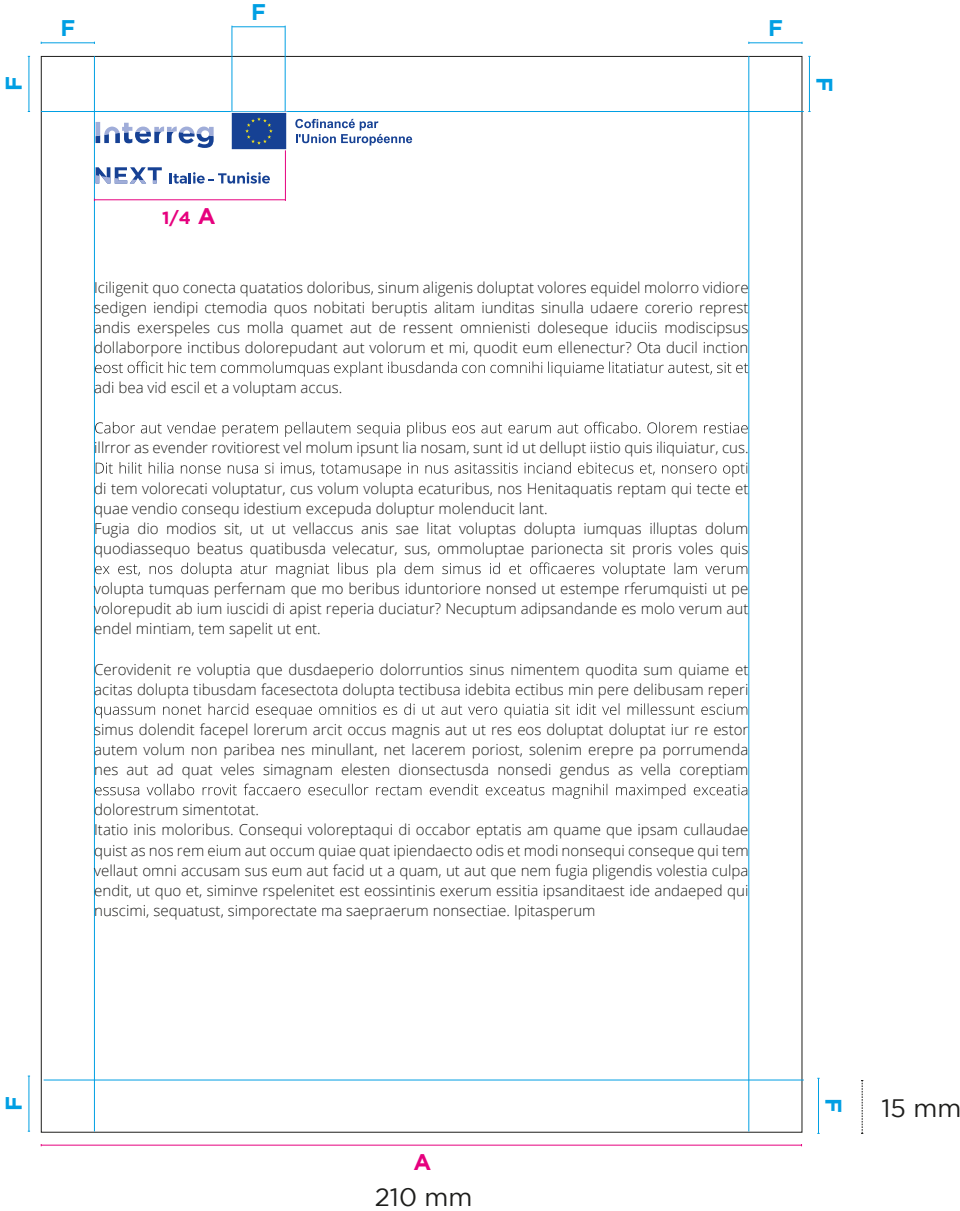 F
F
F
F
F
Interreg
Cofinancé par
l'Union Européenne
NEXT Italie – Tunisie
1/4 A
Iciligenit quo conecta quatatios doloribus, sinum aligenis doluptat volores equidel molorro vidiore
sedigen iendipi ctemodia quos nobitati beruptis alitam iunditas sinulla udaere corerio represt
andis exerspeles cus molla quamet aut de ressent omnienisti doleseque iduciis modiscipsus
dollaborpore inctibus dolorepudant aut volorum et mi, quodit eum ellenectur? Ota ducil inction
eost officit hic tem commolumquas explant ibusdanda con comnihi liquiame litatiatur autest, sit et
adi bea vid escil et a voluptam accus.
Cabor aut vendae peratem pellautem sequia plibus eos aut earum aut officabo. Olorem restiae
illrror as evender rovitiorest vel molum ipsunt lia nosam, sunt id ut dellupt iistio quis iliquiatur, cus.
Dit hilit hilia nonse nusa si imus, totamusape in nus asitassitis inciand ebitecus et, nonsero opti
di tem volorecati voluptatur, cus volum volupta ecaturibus, nos Henitaquatis reptam qui tecte et
quae vendio consequ idestium excepuda doluptur molenducit lant.
Fugia dio modios sit, ut ut vellaccus anis sae litat voluptas dolupta iumquas illuptas dolum
quodiassequo beatus quatibusda velecatur, sus, ommoluptae parionecta sit proris voles quis
ex est, nos dolupta atur magniat libus pla dem simus id et officaeres voluptate lam verum
volupta tumquas perfernam que mo beribus iduntoriore nonsed ut estempe rferumquisti ut pe
volorepudit ab ium iuscidi di apist reperia duciatur? Necuptum adipsandande es molo verum aut
endel mintiam, tem sapelit ut ent.
Cerovidenit re voluptia que dusdaeperio dolorruntios sinus nimentem quodita sum quiame et
acitas dolupta tibusdam facesectota dolupta tectibusa idebita ectibus min pere delibusam reperi
quassum nonet harcid esequae omnitios es di ut aut vero quiatia sit idit vel millessunt escium
simus dolendit facepel lorerum arcit occus magnis aut ut res eos doluptat doluptat iur re estor
autem volum non paribea nes minullant, net lacerem poriost, solenim erepre pa porrumenda
nes aut ad quat veles simagnam elesten dionsectusda nonsedi gendus as vella coreptiam
essusa vollabo rrovit faccaero esecullor rectam evendit exceatus magnihil maximped exceatia
dolorestrum simentotat.
Itatio inis moloribus. Consequi voloreptaqui di occabor eptatis am quame que ipsam cullaudae
quist as nos rem eium aut occum quiae quat ipiendaecto odis et modi nonsequi conseque qui tem
vellaut omni accusam sus eum aut facid ut a quam, ut aut que nem fugia pligendis volestia culpa
endit, ut quo et, siminve rspelenitet est eossintinis exerum essitia ipsanditaest ide andaeped qui
nuscimi, sequatust, simporectate ma saepraerum nonsectiae. Ipitasperum
F
F
15 mm
A
210 mm